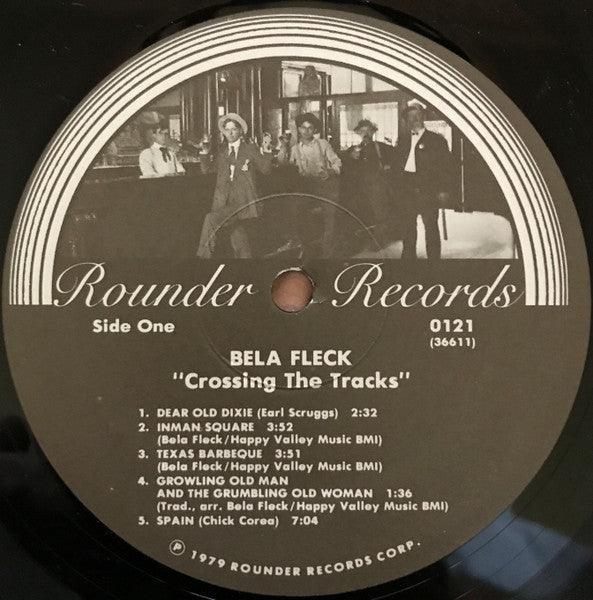 Rounder Records
Side One
0121
(36611)
BELA FLECK
"Crossing The Tracks"
1. DEAR OLD DIXIE (Earl Scruggs) 2:32
2. INMAN SQUARE 3:52
(Bela Fleck/Happy Valley Music BMI)
3. TEXAS BARBEQUE 3:51
(Bela Fleck/Happy Valley Music BMI)
4. GROWLING OLD MAN
AND THE GRUMBLING OLD WOMAN 1:36
(Trad., arr. Bela Fleck/Happy Valley Music BMI)
5. SPAIN (Chick Corea) 7:04
℗ 1979 ROUNDER RECORDS CORP.